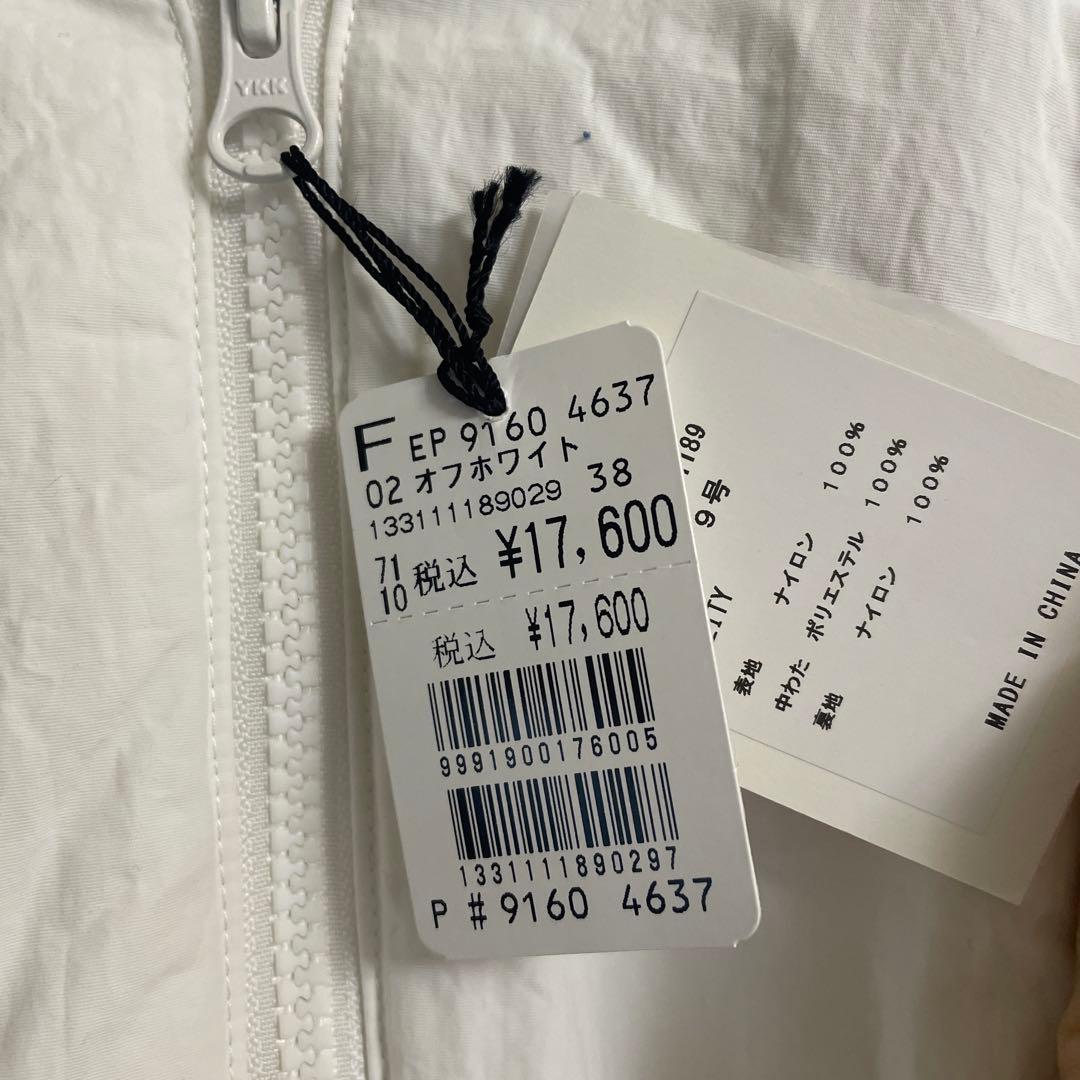 YKK
F EP 9160 4637
02 オフホワイト
133111189029 38
71
10 税込 ¥17,600
税込 ¥17,600
9991900176005
1331111890297
P # 9160 4637
9号
表地 ナイロン 100%
中わた ポリエステル 100%
裏地 ナイロン 100%
MADE IN CHINA